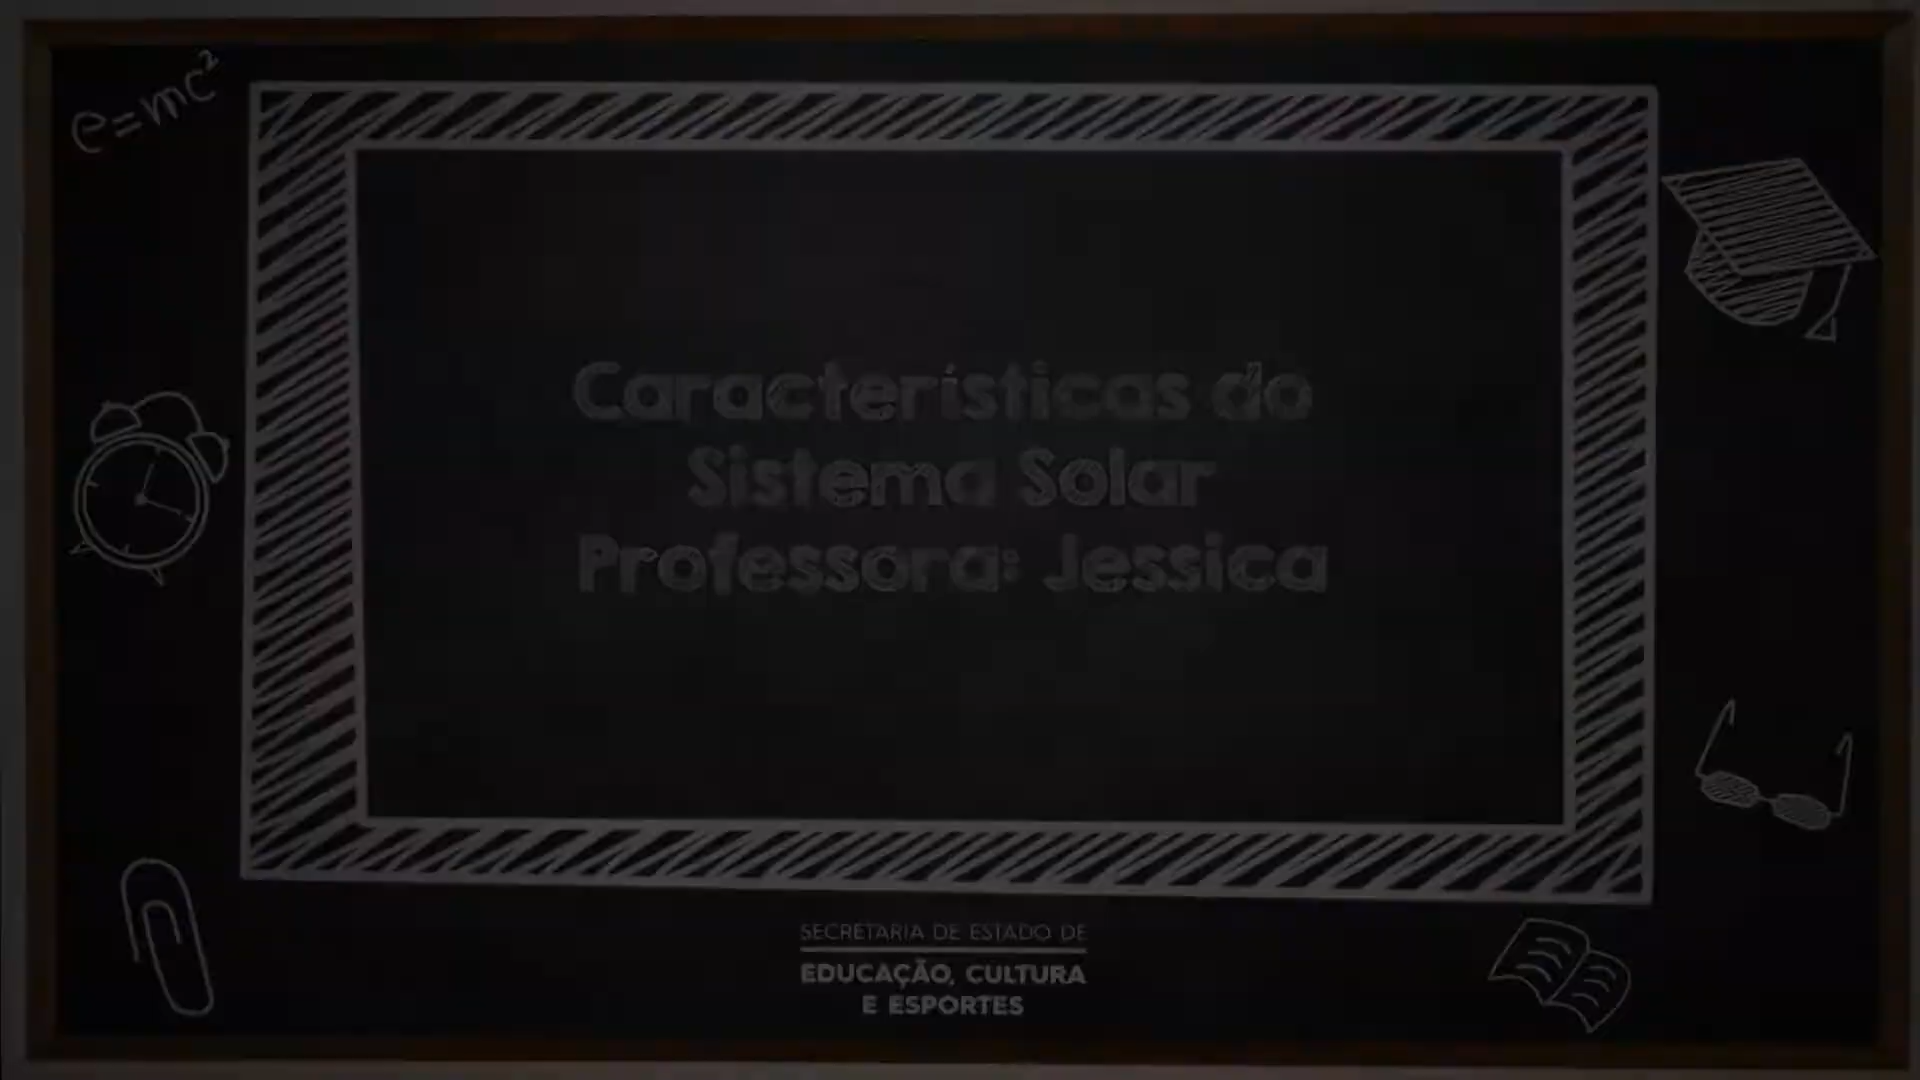 e=mc²
Características do
Sistema Solar
Professora: Jessica
SECRETARIA DE ESTADO DE
EDUCAÇÃO, CULTURA
E ESPORTES